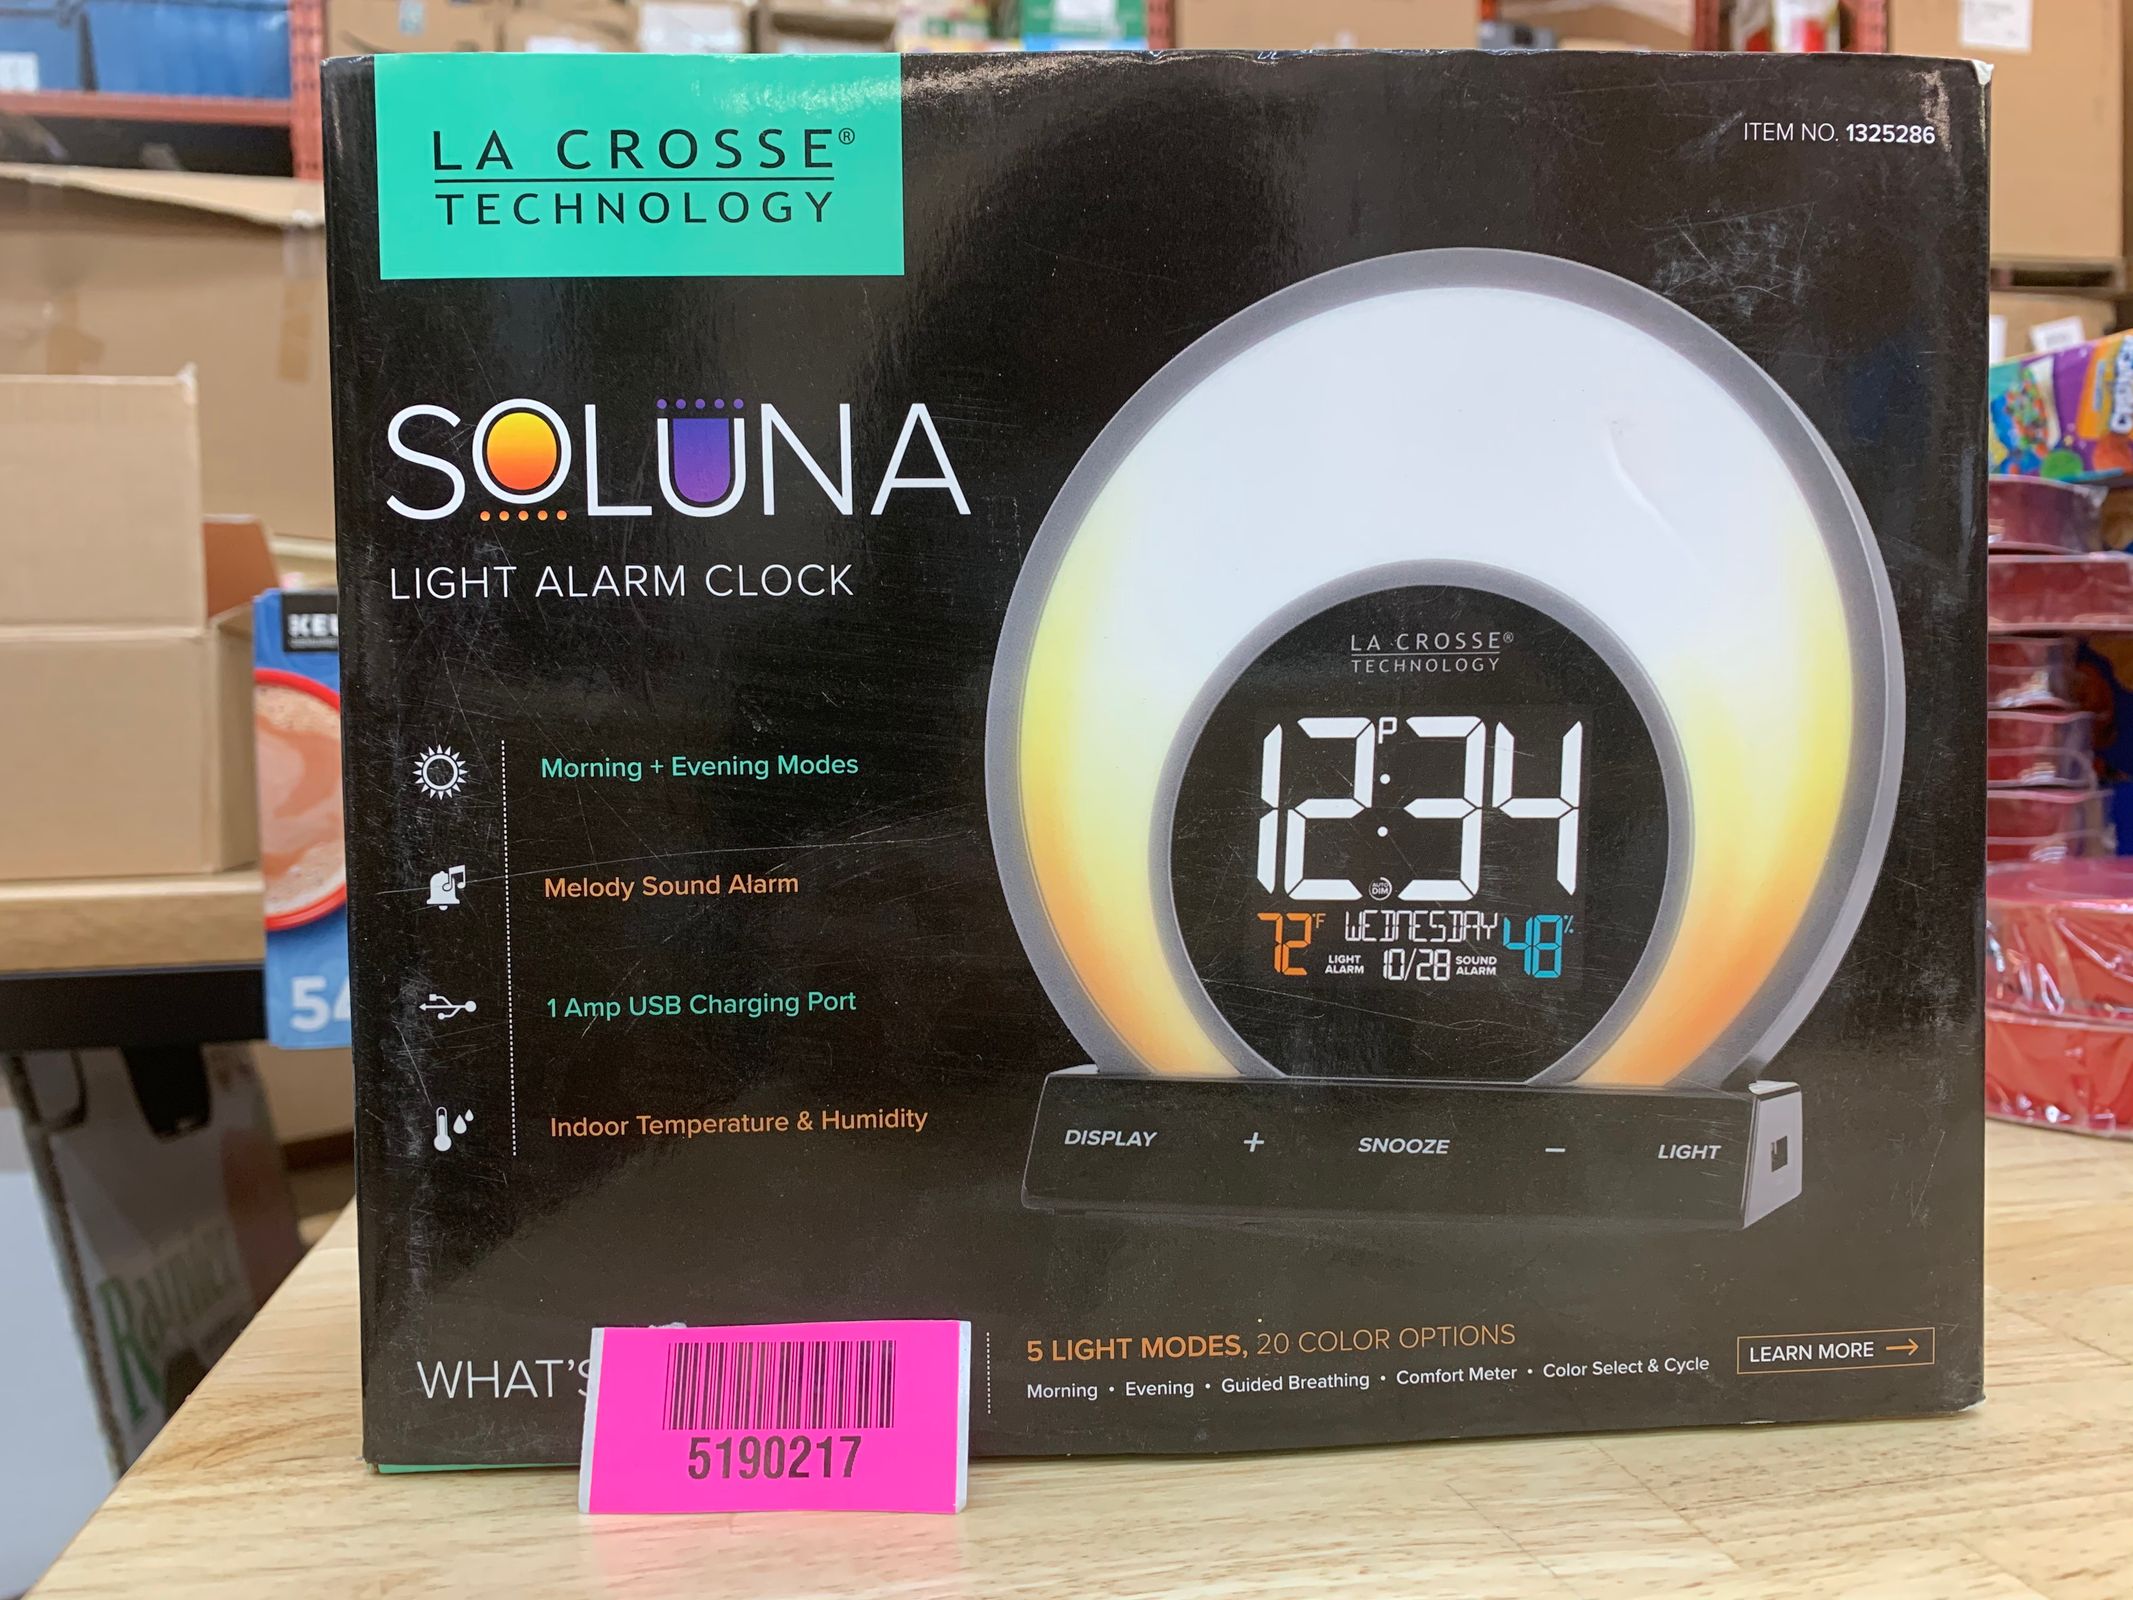 LA CROSSE®
TECHNOLOGY
ITEM NO. 1325286
SOLUNA
LIGHT ALARM CLOCK
Morning + Evening Modes
Melody Sound Alarm
1 Amp USB Charging Port
Indoor Temperature & Humidity
LA CROSSE®
TECHNOLOGY
12:34 P
AUTO DIM
72°F WEDNESDAY 48%
LIGHT ALARM 10/28 SOUND ALARM
DISPLAY + SNOOZE − LIGHT
WHAT'S
5190217
5 LIGHT MODES, 20 COLOR OPTIONS
Morning • Evening • Guided Breathing • Comfort Meter • Color Select & Cycle
LEARN MORE →
KEU
54